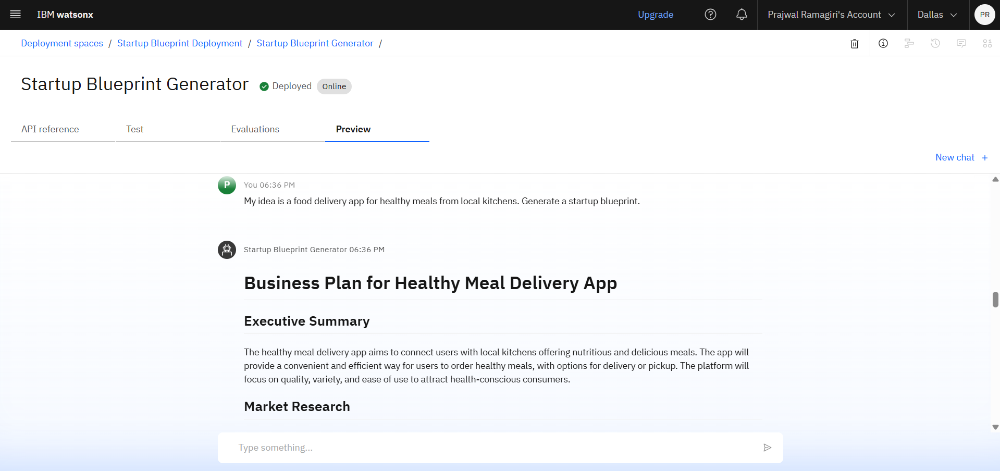 IBM watsonx
Upgrade
Prajwal Ramagiri's Account
Dallas
PR
Deployment spaces / Startup Blueprint Deployment / Startup Blueprint Generator /
Startup Blueprint Generator
Deployed
Online
API reference
Test
Evaluations
Preview
New chat +
P
You 06:36 PM
My idea is a food delivery app for healthy meals from local kitchens. Generate a startup blueprint.
Startup Blueprint Generator 06:36 PM
Business Plan for Healthy Meal Delivery App
Executive Summary
The healthy meal delivery app aims to connect users with local kitchens offering nutritious and delicious meals. The app will
provide a convenient and efficient way for users to order healthy meals, with options for delivery or pickup. The platform will
focus on quality, variety, and ease of use to attract health-conscious consumers.
Market Research
Type something...